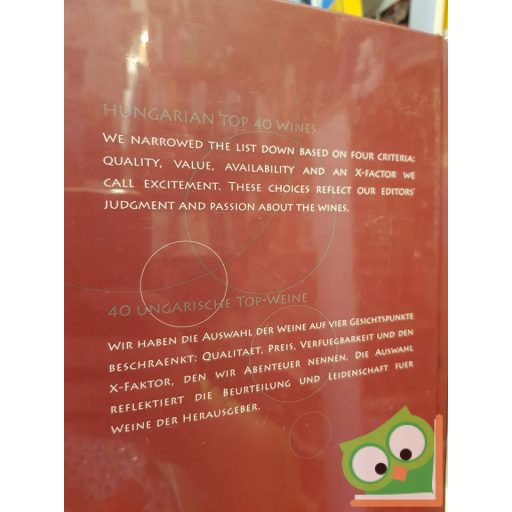 HUNGARIAN TOP 40 WINES
WE NARROWED THE LIST DOWN BASED ON FOUR CRITERIA:
QUALITY, VALUE, AVAILABILITY AND AN X-FACTOR WE
CALL EXCITEMENT. THESE CHOICES REFLECT OUR EDITORS'
JUDGMENT AND PASSION ABOUT THE WINES.
40 UNGARISCHE TOP-WEINE
WIR HABEN DIE AUSWAHL DER WEINE AUF VIER GESICHTSPUNKTE
BESCHRAENKT: QUALITAET, PREIS, VERFUEGBARKEIT UND DEN
X-FAKTOR, DEN WIR ABENTEUER NENNEN. DIE AUSWAHL
REFLEKTIERT DIE BEURTEILUNG UND LEIDENSCHAFT FUER
WEINE DER HERAUSGEBER.